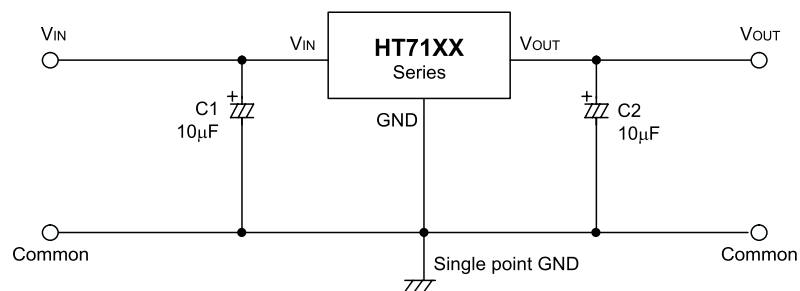 VIN
VIN
HT71XX
Series
VOUT
VOUT
+
C1
10μF
GND
+
C2
10μF
Common
Common
Single point GND